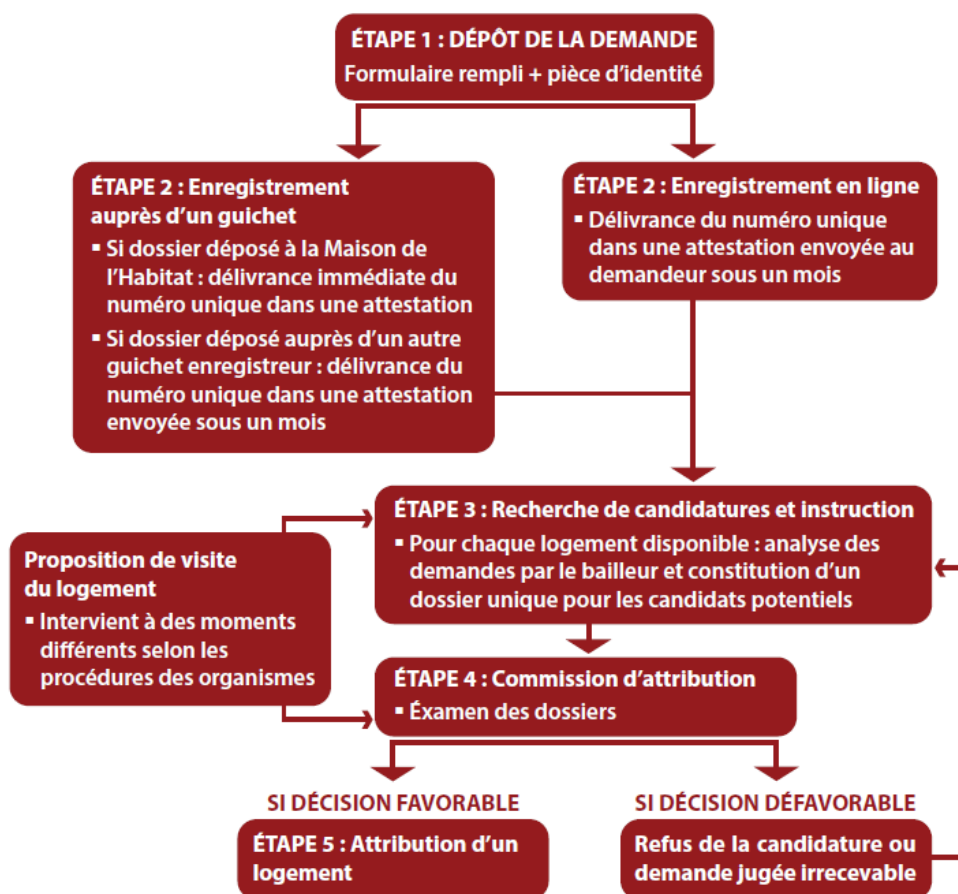 ÉTAPE 1 : DÉPÔT DE LA DEMANDE
Formulaire rempli + pièce d'identité
ÉTAPE 2 : Enregistrement
auprès d'un guichet
▪ Si dossier déposé à la Maison de
l'Habitat : délivrance immédiate du
numéro unique dans une attestation
▪ Si dossier déposé auprès d'un autre
guichet enregistreur : délivrance du
numéro unique dans une attestation
envoyée sous un mois
ÉTAPE 2 : Enregistrement en ligne
▪ Délivrance du numéro unique
dans une attestation envoyée au
demandeur sous un mois
ÉTAPE 3 : Recherche de candidatures et instruction
▪ Pour chaque logement disponible : analyse des
demandes par le bailleur et constitution d'un
dossier unique pour les candidats potentiels
Proposition de visite
du logement
▪ Intervient à des moments
différents selon les
procédures des organismes
ÉTAPE 4 : Commission d'attribution
▪ Éxamen des dossiers
SI DÉCISION FAVORABLE
ÉTAPE 5 : Attribution d'un
logement
SI DÉCISION DÉFAVORABLE
Refus de la candidature ou
demande jugée irrecevable